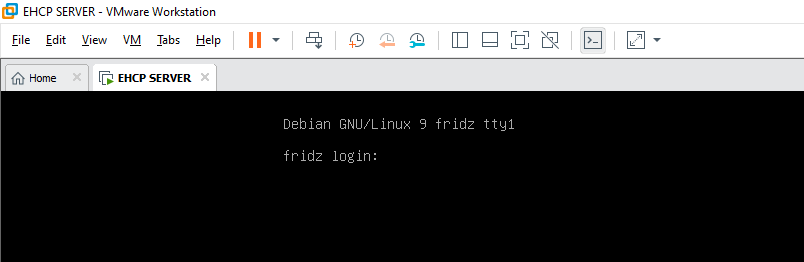 EHCP SERVER - VMware Workstation
File Edit View VM Tabs Help
Home EHCP SERVER
Debian GNU/Linux 9 fridz tty1
fridz login: